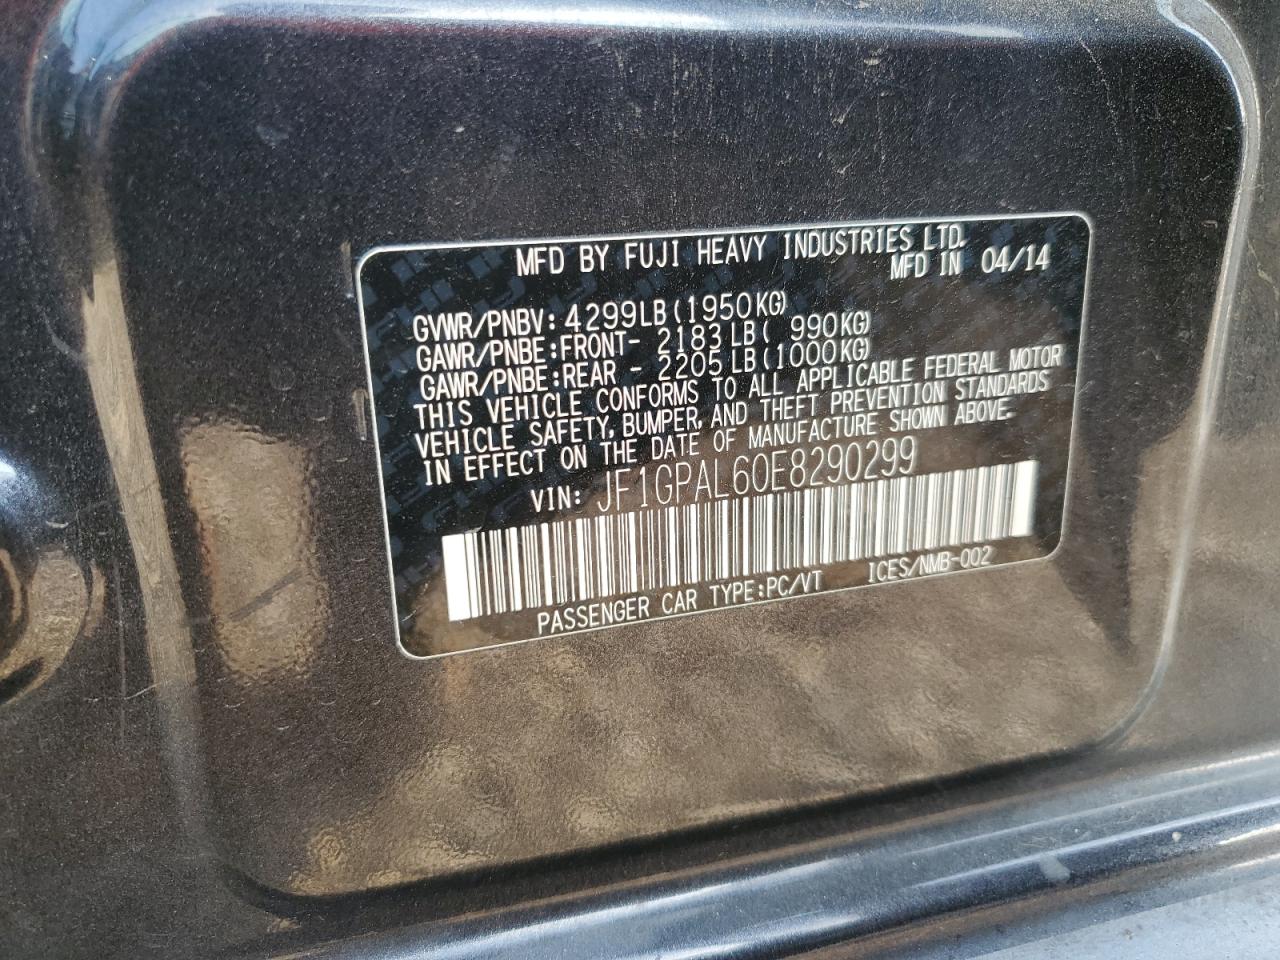 MFD BY FUJI HEAVY INDUSTRIES LTD.
MFD IN 04/14
GVWR/PNBV: 4299LB(1950KG)
GAWR/PNBE:FRONT- 2183LB( 990KG)
GAWR/PNBE:REAR - 2205LB(1000KG)
THIS VEHICLE CONFORMS TO ALL APPLICABLE FEDERAL MOTOR
VEHICLE SAFETY, BUMPER, AND THEFT PREVENTION STANDARDS
IN EFFECT ON THE DATE OF MANUFACTURE SHOWN ABOVE.
VIN: JF1GPAL60E8290299
PASSENGER CAR TYPE:PC/VT ICES/NMB-002